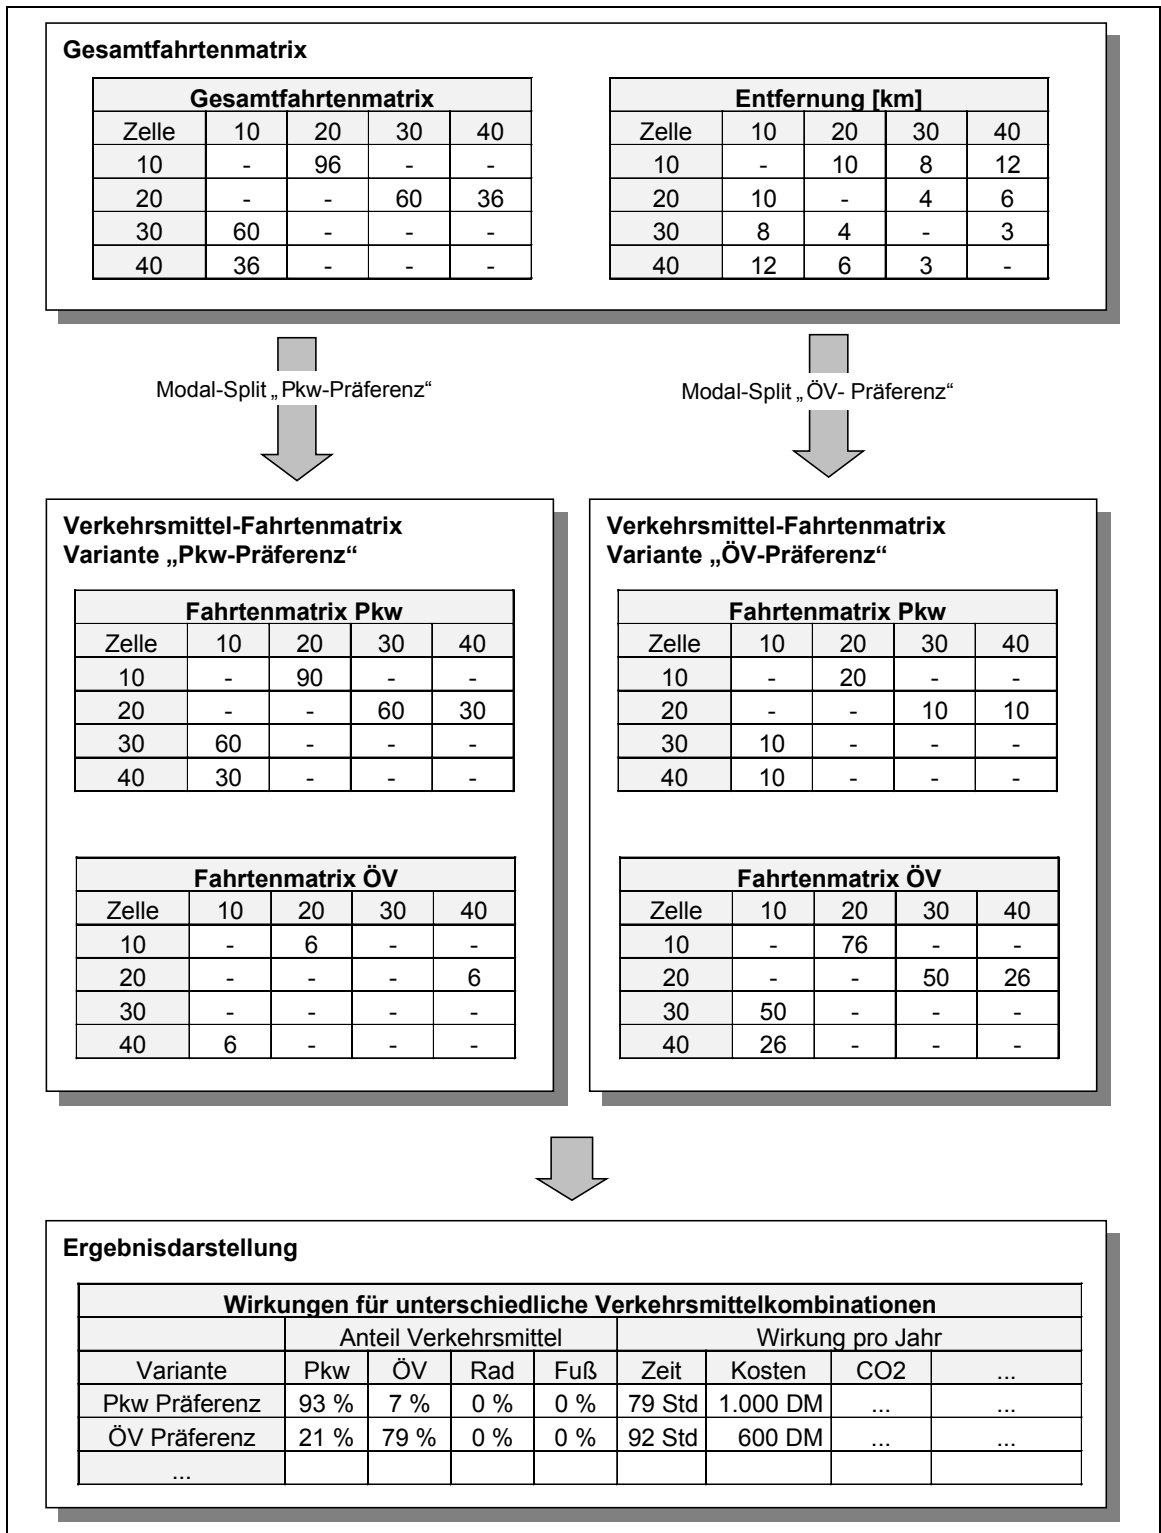 Gesamtfahrtenmatrix
Gesamtfahrtenmatrix
Zelle 10 20 30 40
10 - 96 - -
20 - - 60 36
30 60 - - -
40 36 - - -
Entfernung [km]
Zelle 10 20 30 40
10 - 10 8 12
20 10 - 4 6
30 8 4 - 3
40 12 6 3 -
Modal-Split „Pkw-Präferenz“
Modal-Split „ÖV- Präferenz“
Verkehrsmittel-Fahrtenmatrix
Variante „Pkw-Präferenz“
Fahrtenmatrix Pkw
Zelle 10 20 30 40
10 - 90 - -
20 - - 60 30
30 60 - - -
40 30 - - -
Fahrtenmatrix ÖV
Zelle 10 20 30 40
10 - 6 - -
20 - - - 6
30 - - - -
40 6 - - -
Verkehrsmittel-Fahrtenmatrix
Variante „ÖV-Präferenz“
Fahrtenmatrix Pkw
Zelle 10 20 30 40
10 - 20 - -
20 - - 10 10
30 10 - - -
40 10 - - -
Fahrtenmatrix ÖV
Zelle 10 20 30 40
10 - 76 - -
20 - - 50 26
30 50 - - -
40 26 - - -
Ergebnisdarstellung
Wirkungen für unterschiedliche Verkehrsmittelkombinationen
Anteil Verkehrsmittel Wirkung pro Jahr
Variante Pkw ÖV Rad Fuß Zeit Kosten CO2 ...
Pkw Präferenz 93 % 7 % 0 % 0 % 79 Std 1.000 DM ... ...
ÖV Präferenz 21 % 79 % 0 % 0 % 92 Std 600 DM ... ...
...